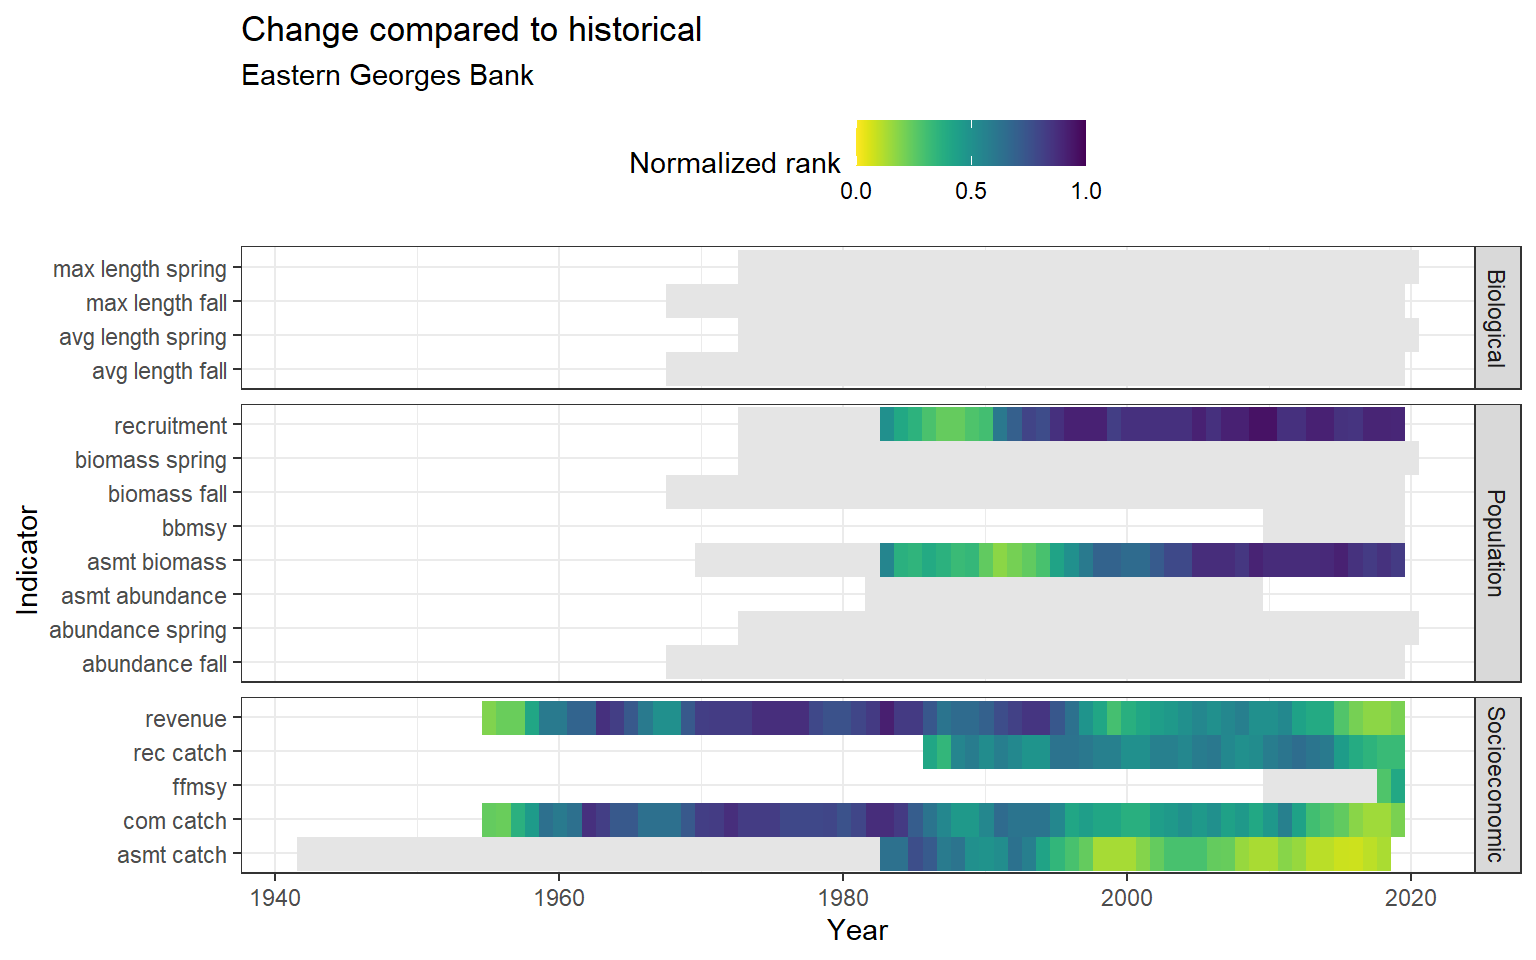 Change compared to historical
Eastern Georges Bank
Normalized rank
0.0 0.5 1.0
max length spring
max length fall
avg length spring
avg length fall
Biological
recruitment
biomass spring
biomass fall
bbmsy
asmt biomass
asmt abundance
abundance spring
abundance fall
Population
revenue
rec catch
ffmsy
com catch
asmt catch
Socioeconomic
Indicator
1940 1960 1980 2000 2020
Year